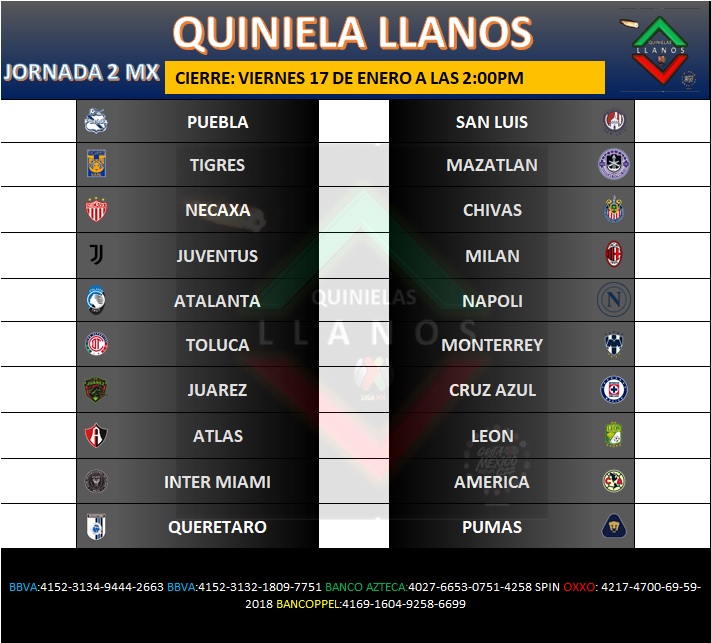 QUINIELA LLANOS
JORNADA 2 MX
CIERRE: VIERNES 17 DE ENERO A LAS 2:00PM
QUINIELAS
LLANOS
PUEBLA SAN LUIS
TIGRES MAZATLAN
NECAXA CHIVAS
JUVENTUS MILAN
ATALANTA NAPOLI
QUINIELAS
LLANOS
TOLUCA MONTERREY
LIGA MX
JUAREZ CRUZ AZUL
ATLAS LEON
INTER MIAMI AMERICA
QUERETARO PUMAS
BBVA:4152-3134-9444-2663 BBVA:4152-3132-1809-7751 BANCO AZTECA:4027-6653-0751-4258 SPIN OXXO: 4217-4700-69-59-
2018 BANCOPPEL:4169-1604-9258-6699